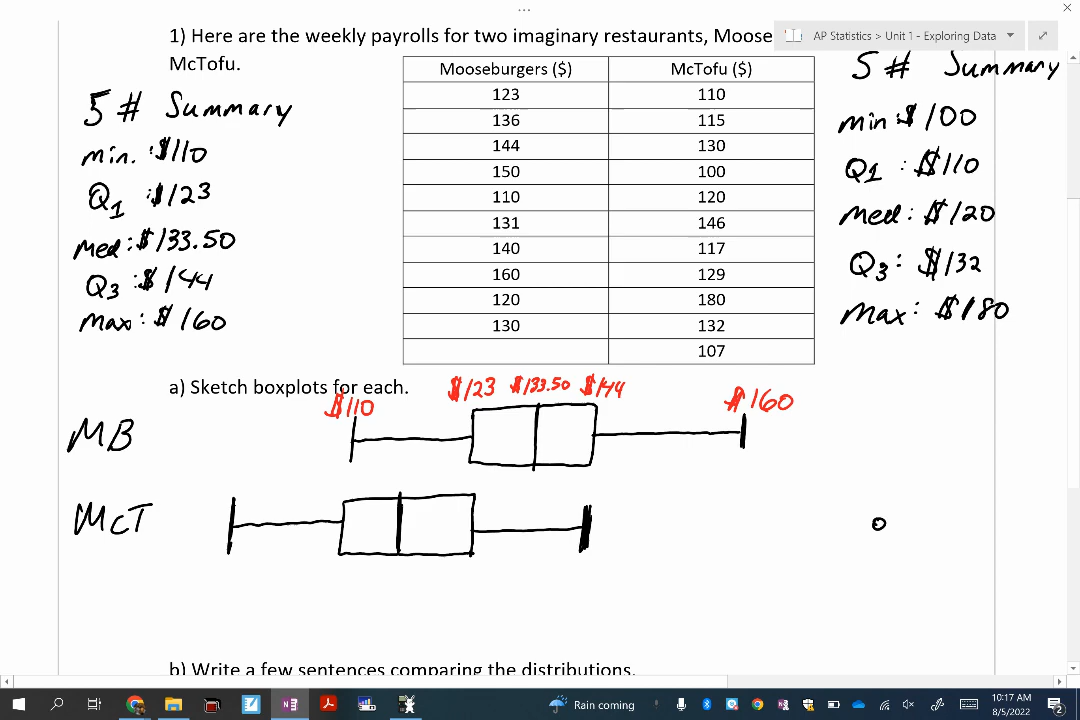 1) Here are the weekly payrolls for two imaginary restaurants, Moose
McTofu.
AP Statistics > Unit 1 - Exploring Data
5 # Summary
min. : $110
Q1 : $123
Med : $133.50
Q3 : $144
Max : $160
Mooseburgers ($) McTofu ($)
123 110
136 115
144 130
150 100
110 120
131 146
140 117
160 129
120 180
130 132
107
5 # Summary
min : $100
Q1 : $110
Med : $120
Q3 : $132
Max : $180
a) Sketch boxplots for each.
$110 $123 $133.50 $144 $160
MB
McT
b) Write a few sentences comparing the distributions.
Rain coming
10:17 AM
8/5/2022
2